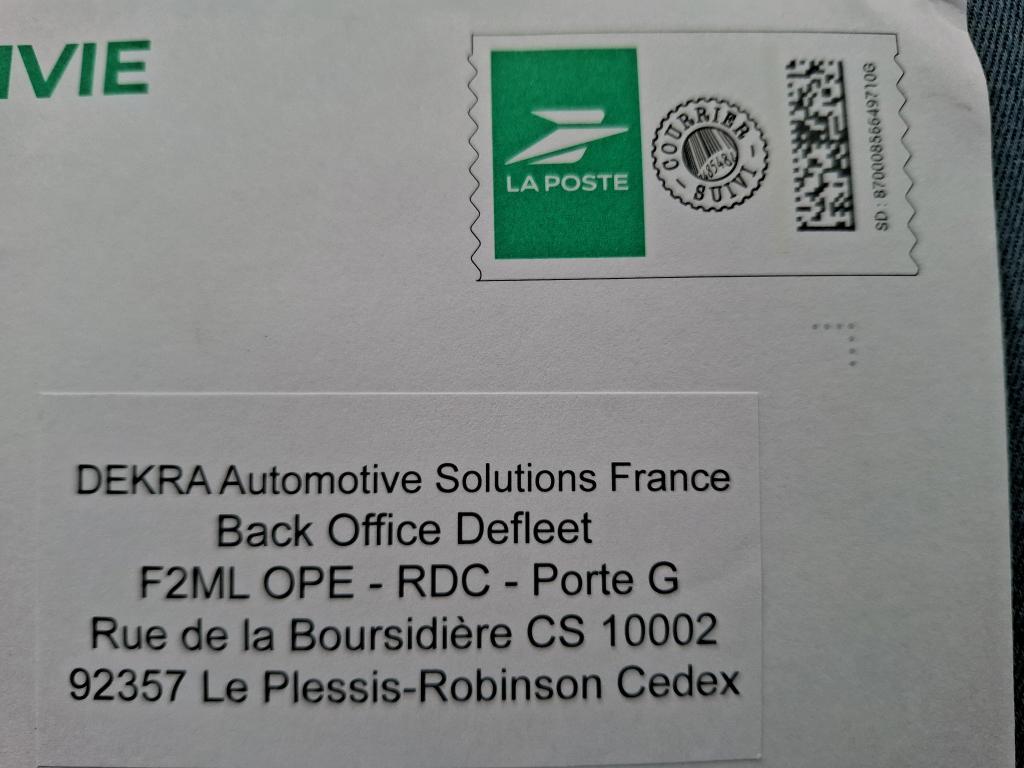 IVIE
LA POSTE
COURRIER
SUIVI
SD : 87000856649710G
DEKRA Automotive Solutions France
Back Office Defleet
F2ML OPE - RDC - Porte G
Rue de la Boursidière CS 10002
92357 Le Plessis-Robinson Cedex